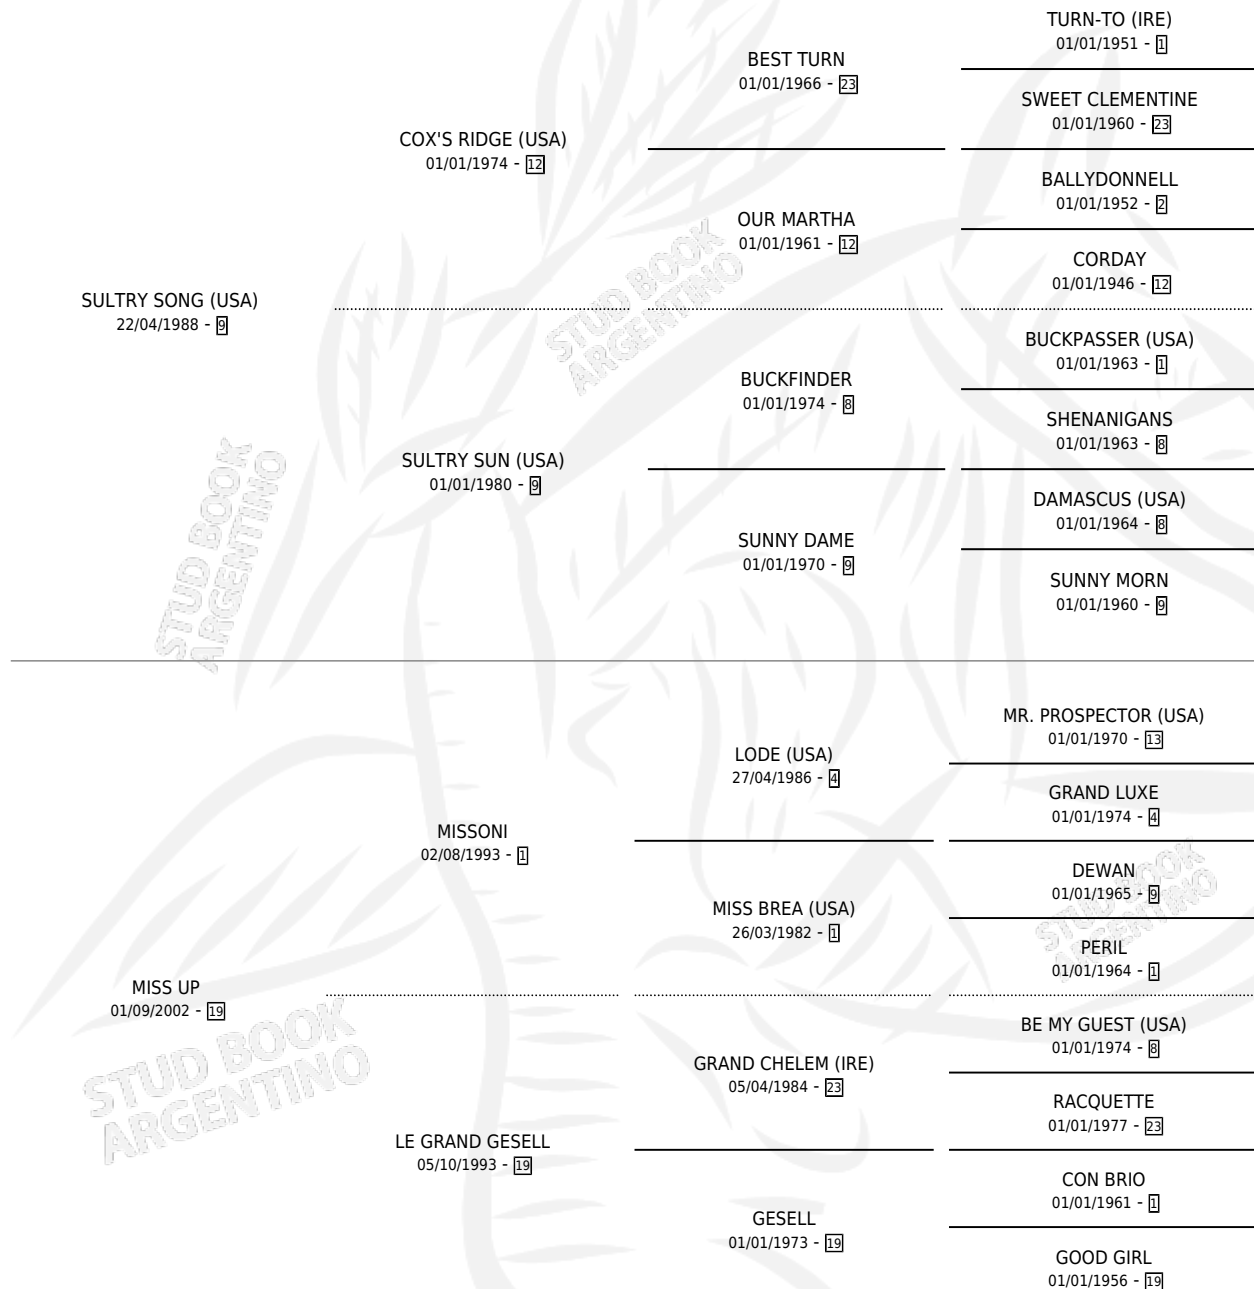 SULTRY SONG (USA)
22/04/1988 - 9
COX'S RIDGE (USA)
01/01/1974 - 12
BEST TURN
01/01/1966 - 23
TURN-TO (IRE)
01/01/1951 - 1
SWEET CLEMENTINE
01/01/1960 - 23
OUR MARTHA
01/01/1961 - 12
BALLYDONNELL
01/01/1952 - 2
CORDAY
01/01/1946 - 12
SULTRY SUN (USA)
01/01/1980 - 9
BUCKFINDER
01/01/1974 - 8
BUCKPASSER (USA)
01/01/1963 - 1
SHENANIGANS
01/01/1963 - 8
SUNNY DAME
01/01/1970 - 9
DAMASCUS (USA)
01/01/1964 - 8
SUNNY MORN
01/01/1960 - 9
MISS UP
01/09/2002 - 19
MISSONI
02/08/1993 - 1
LODE (USA)
27/04/1986 - 4
MR. PROSPECTOR (USA)
01/01/1970 - 13
GRAND LUXE
01/01/1974 - 4
MISS BREA (USA)
26/03/1982 - 1
DEWAN
01/01/1965 - 9
PERIL
01/01/1964 - 1
LE GRAND GESELL
05/10/1993 - 19
GRAND CHELEM (IRE)
05/04/1984 - 23
BE MY GUEST (USA)
01/01/1974 - 8
RACQUETTE
01/01/1977 - 23
GESELL
01/01/1973 - 19
CON BRIO
01/01/1961 - 1
GOOD GIRL
01/01/1956 - 19
STUD BOOK
ARGENTINO
STUD BOOK
ARGENTINO
STUD BOOK
ARGENTINO
STUD BOOK
ARGENTINO